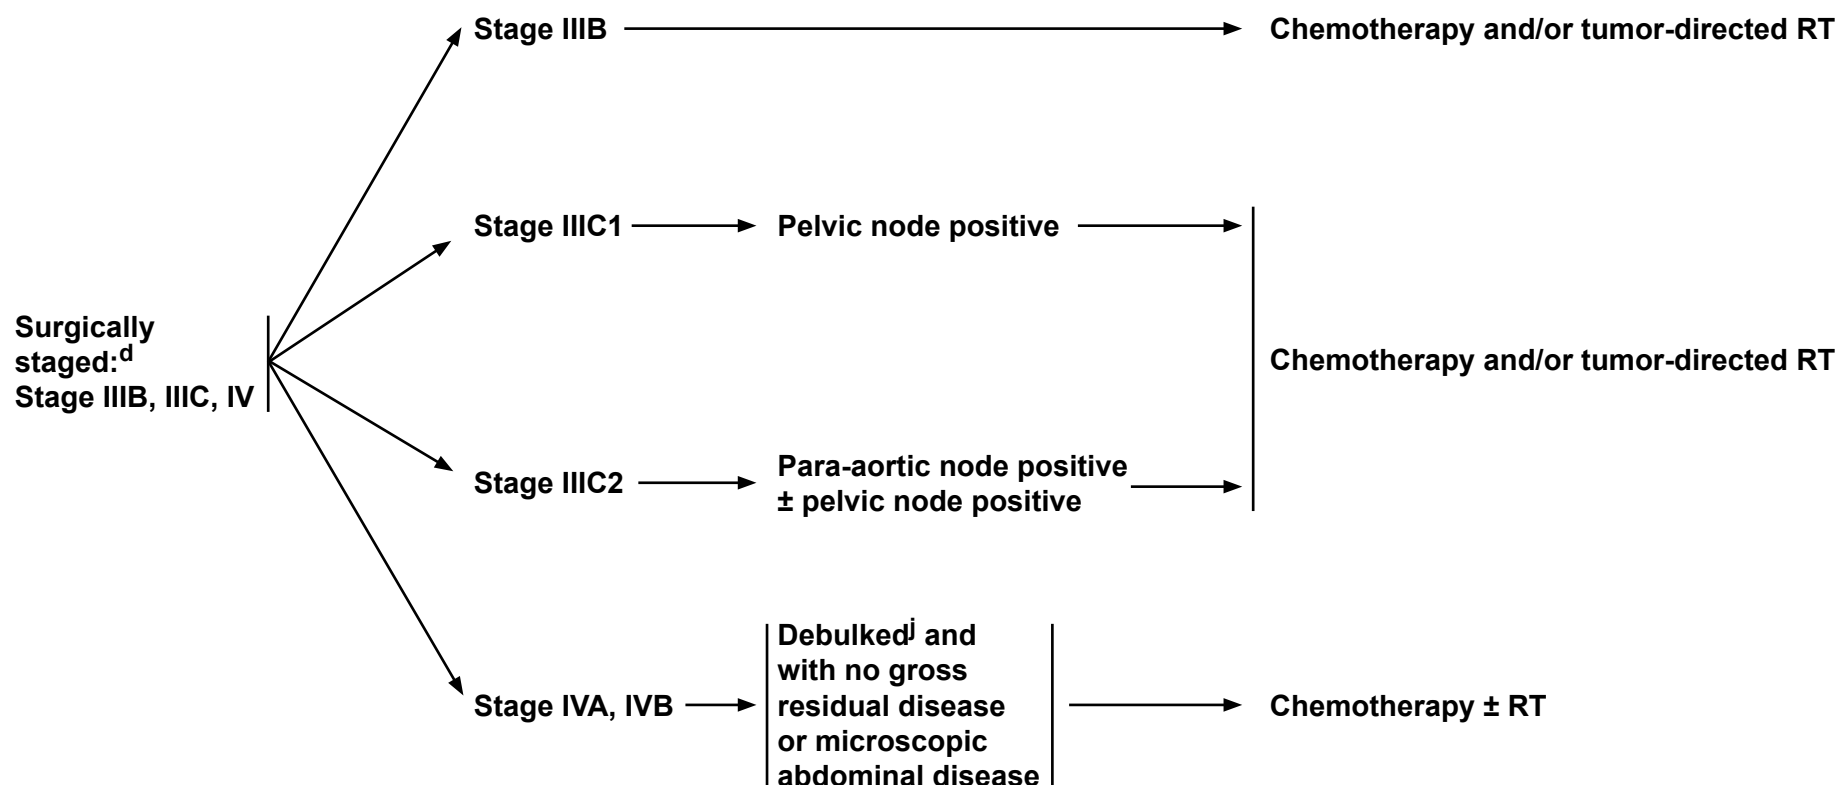 Stage IIIB
Chemotherapy and/or tumor-directed RT
Stage IIIC1
Pelvic node positive
Surgically
staged:d
Stage IIIB, IIIC, IV
Chemotherapy and/or tumor-directed RT
Stage IIIC2
Para-aortic node positive
± pelvic node positive
Stage IVA, IVB
Debulkedj and
with no gross
residual disease
or microscopic
abdominal disease
Chemotherapy ± RT